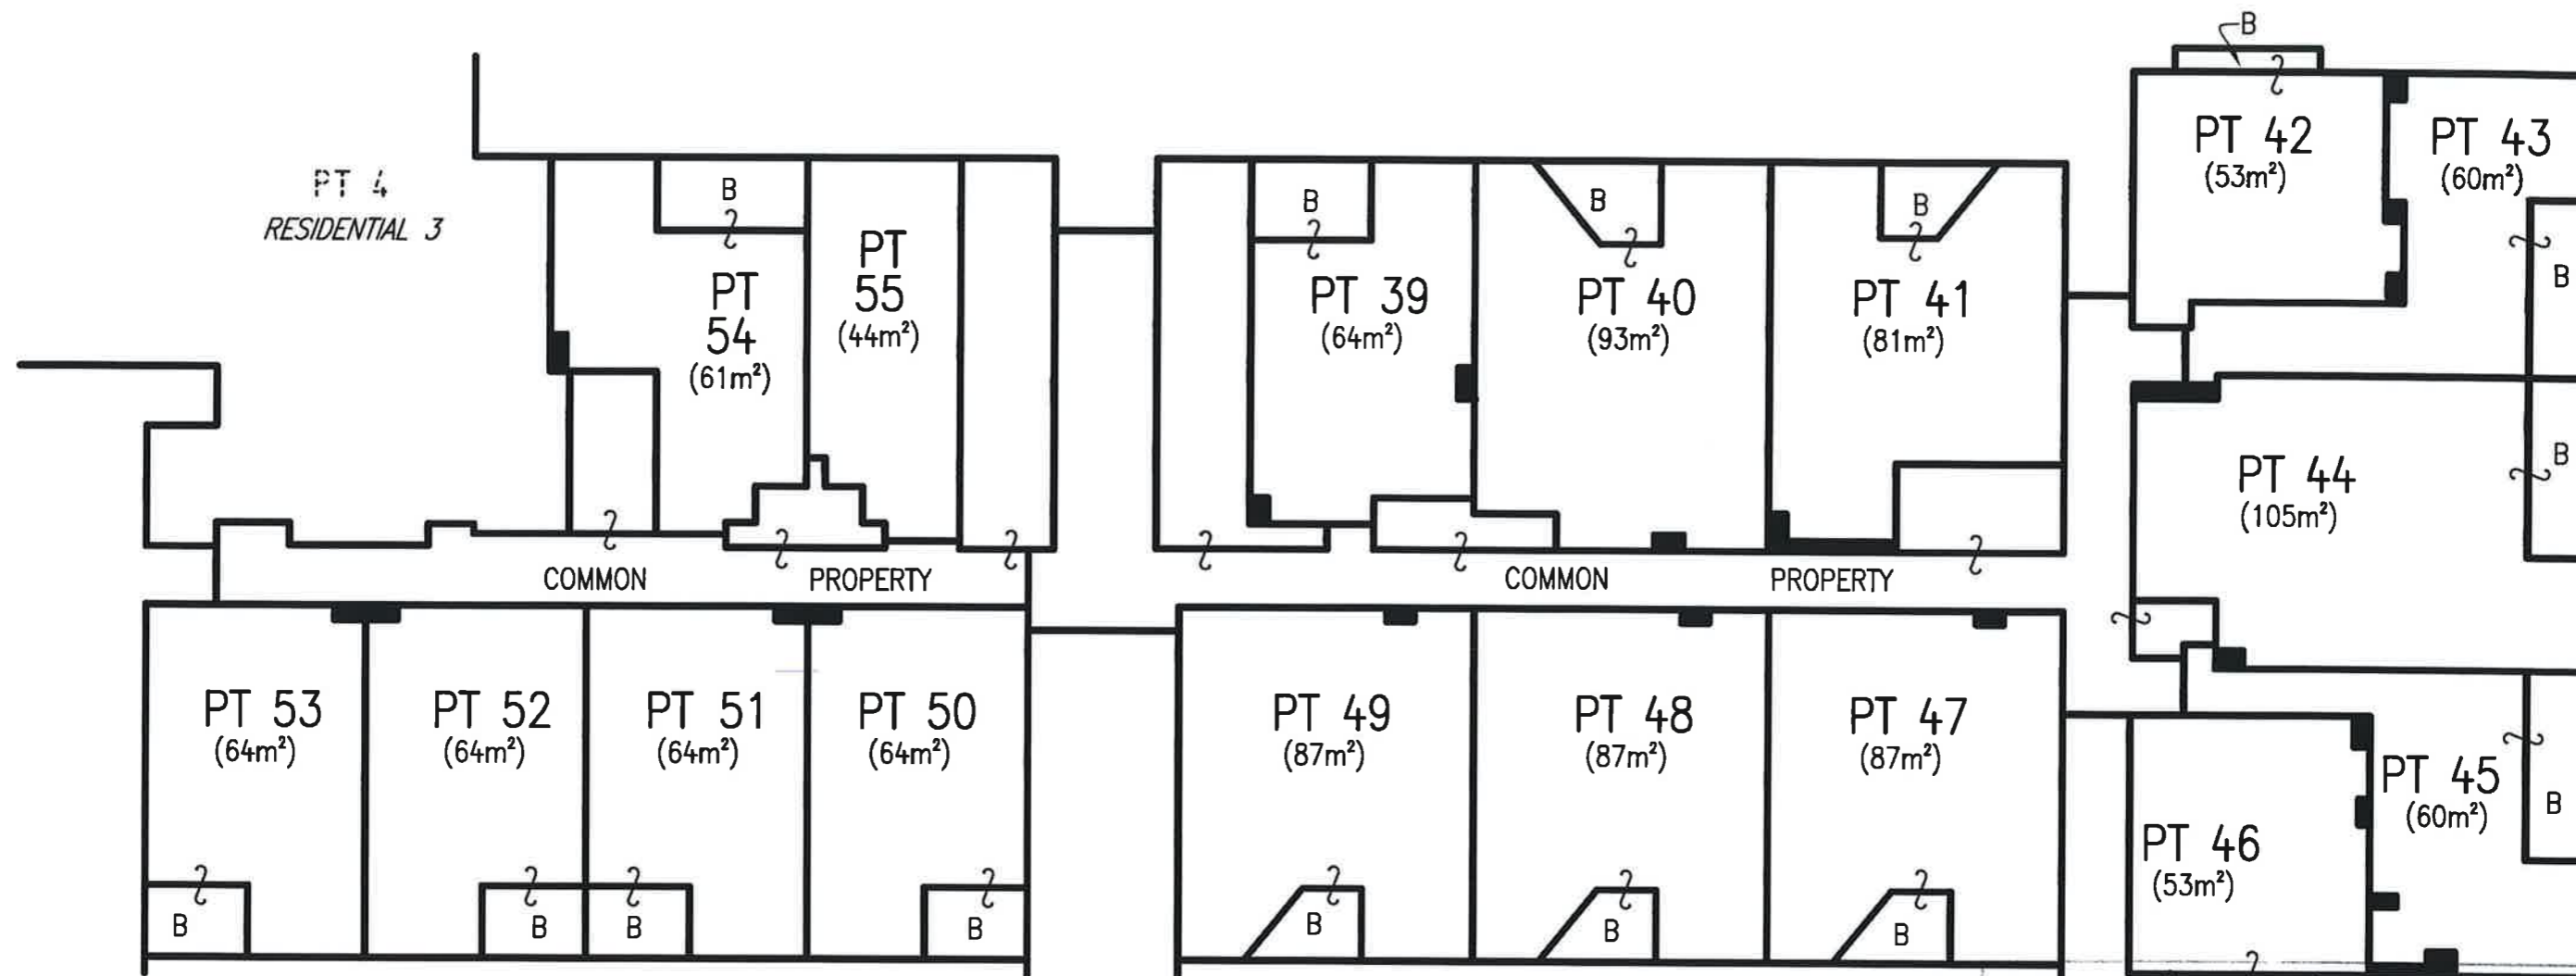 B
PT 42
(53m²)
PT 43
(60m²)
B
PT 4
RESIDENTIAL 3
B
PT
54
(61m²)
PT
55
(44m²)
B
PT 39
(64m²)
B
PT 40
(93m²)
B
PT 41
(81m²)
PT 44
(105m²)
B
COMMON PROPERTY
COMMON PROPERTY
PT 53
(64m²)
B
PT 52
(64m²)
B
PT 51
(64m²)
B
PT 50
(64m²)
B
PT 49
(87m²)
B
PT 48
(87m²)
B
PT 47
(87m²)
B
PT 46
(53m²)
PT 45
(60m²)
B